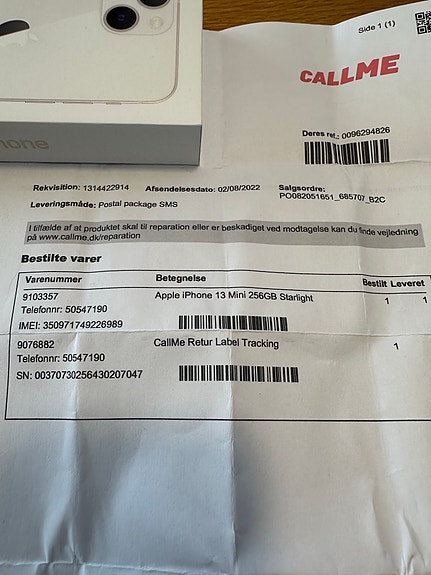 Side 1 (1)
CALLME
Deres ref.: 0096294826
hone
Rekvisition: 1314422914 Afsendelsesdato: 02/08/2022 Salgsordre:
PO082051651_685707_B2C
Leveringsmåde: Postal package SMS
I tilfælde af at produktet skal til reparation eller er beskadiget ved modtagelse kan du finde vejledning
på www.callme.dk/reparation
Bestilte varer
Varenummer Betegnelse Bestilt Leveret
9103357 Apple iPhone 13 Mini 256GB Starlight 1 1
Telefonnr: 50547190
IMEI: 350971749226989
9076882 CallMe Retur Label Tracking 1
Telefonnr: 50547190
SN: 00370730256430207047